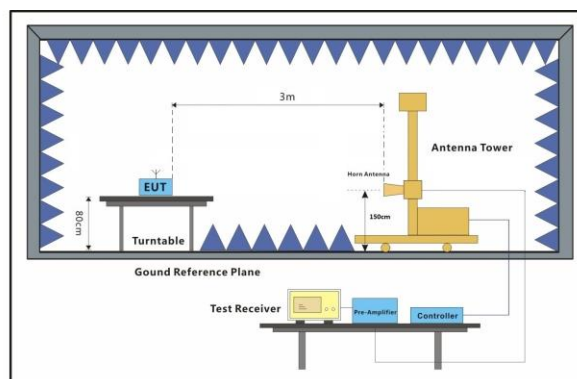 3m
Antenna Tower
Horn Antenna
EUT
150cm
80cm
Turntable
Gound Reference Plane
Test Receiver
Pre-Amplifier
Controller